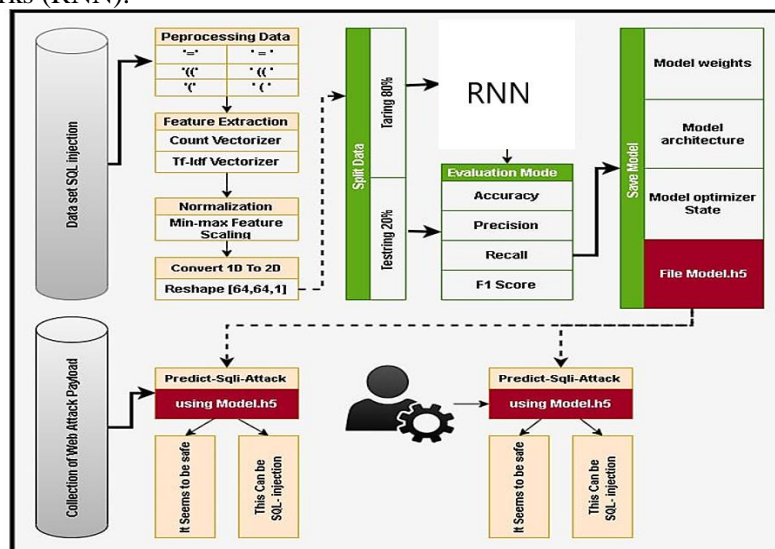 rks (RNN).
Data set SQL injection
Peprocessing Data
"="
" = "
"(("
" (( "
"("
" ( "
Feature Extraction
Count Vectorizer
Tf-Idf Vectorizer
Normalization
Min-max Feature
Scaling
Convert 1D To 2D
Reshape [64,64,1]
Split Data
Taring 80%
Testring 20%
RNN
Evaluation Mode
Accuracy
Precision
Recall
F1 Score
Save Model
Model weights
Model
architecture
Model optimizer
State
File Model.h5
Collection of Web Attack Payload
Predict-Sqli-Attack
using Model.h5
It Seems to be safe
This Can be
SQL- injection
Predict-Sqli-Attack
using Model.h5
It Seems to be safe
This Can be
SQL- injection